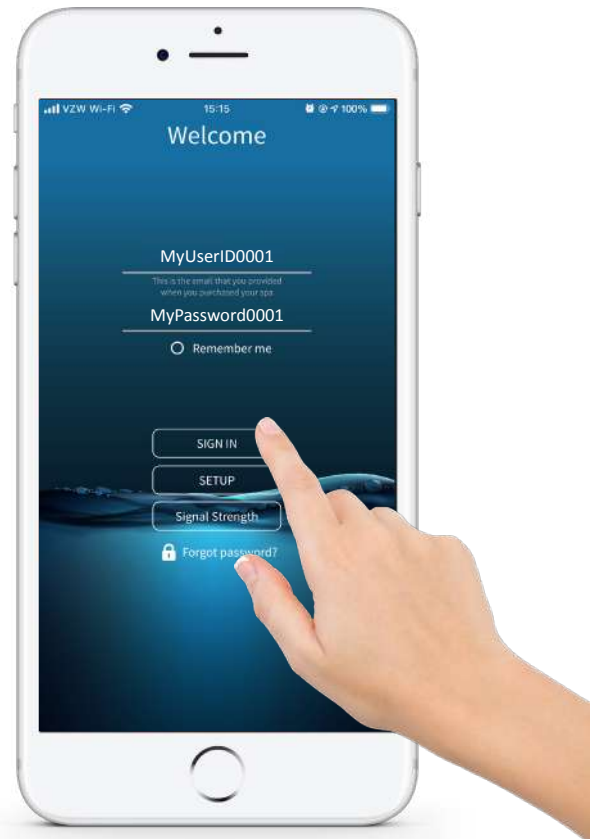 VZW Wi-Fi 15:15 100%
Welcome
MyUserID0001
This is the email that you provided
when you purchased your spa
MyPassword0001
Remember me
SIGN IN
SETUP
Signal Strength
Forgot password?